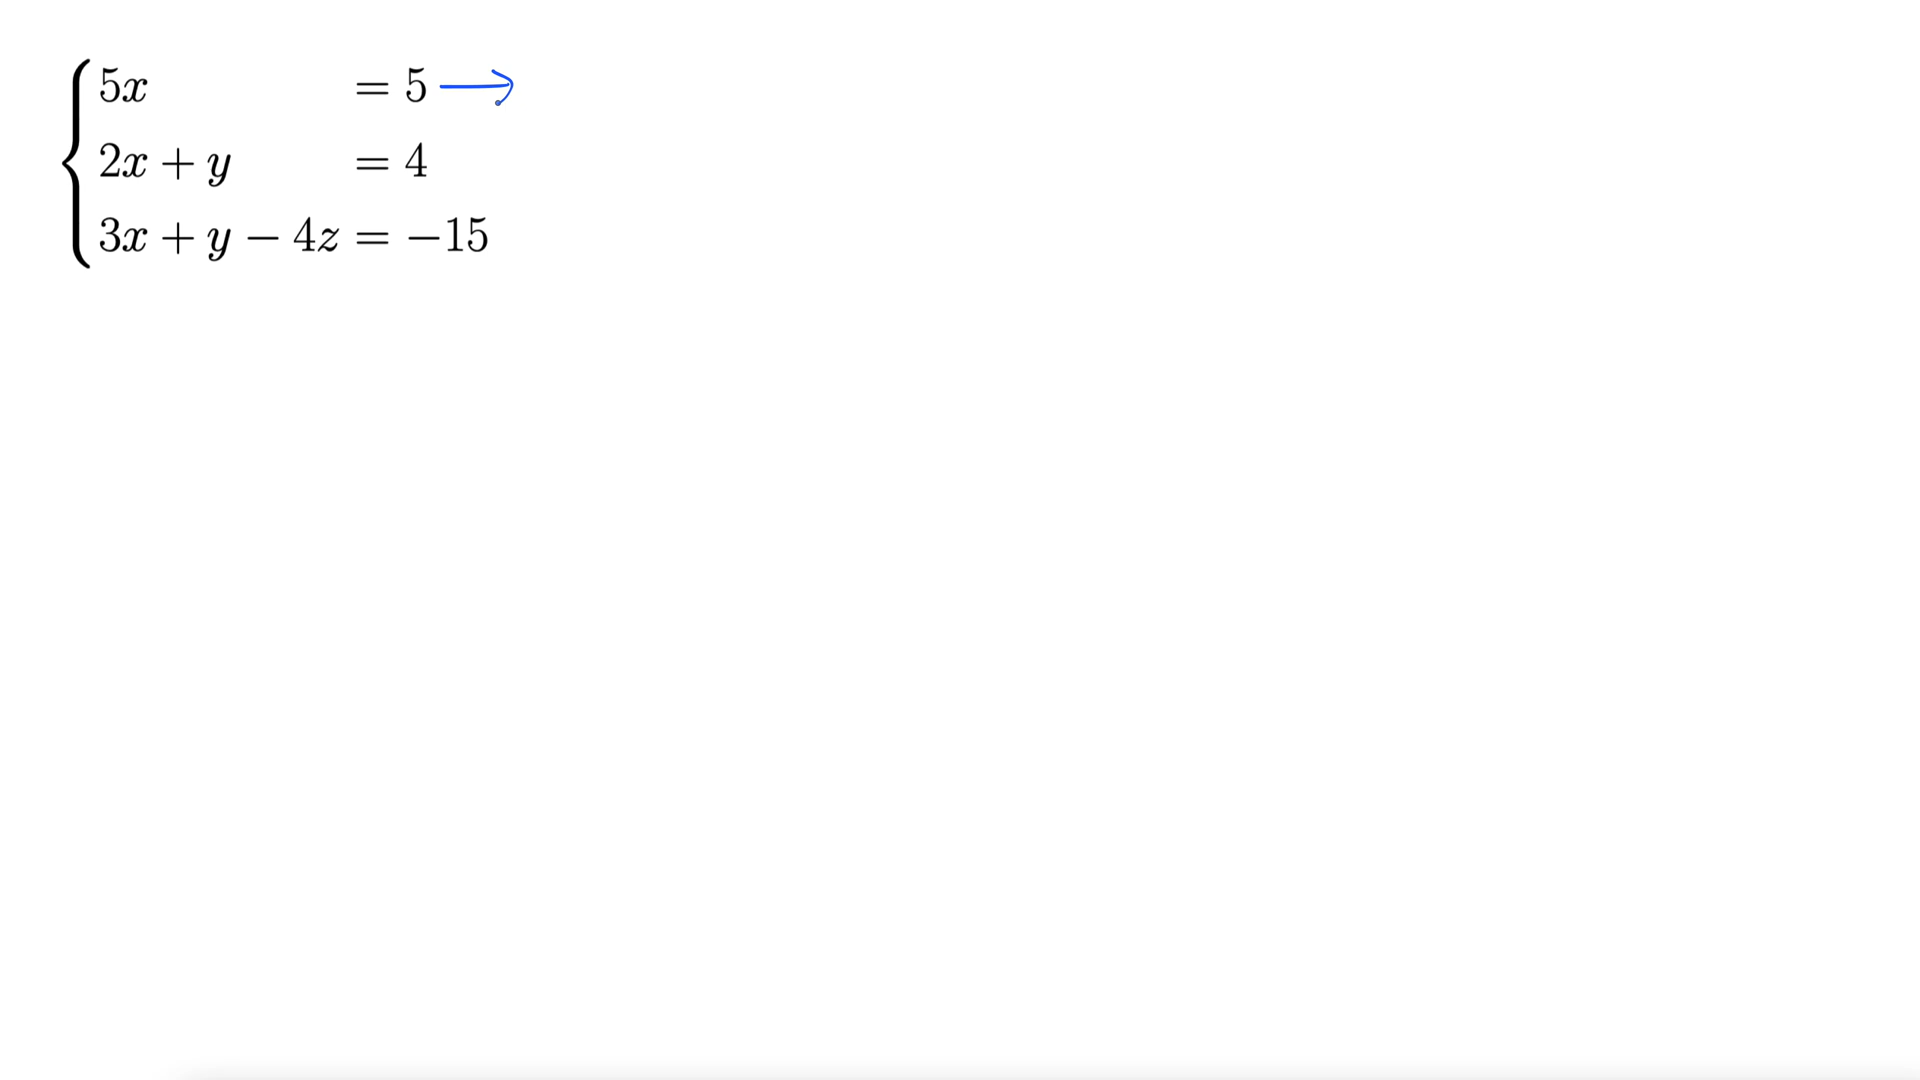 5x = 5 →
2x + y = 4
3x + y − 4z = −15